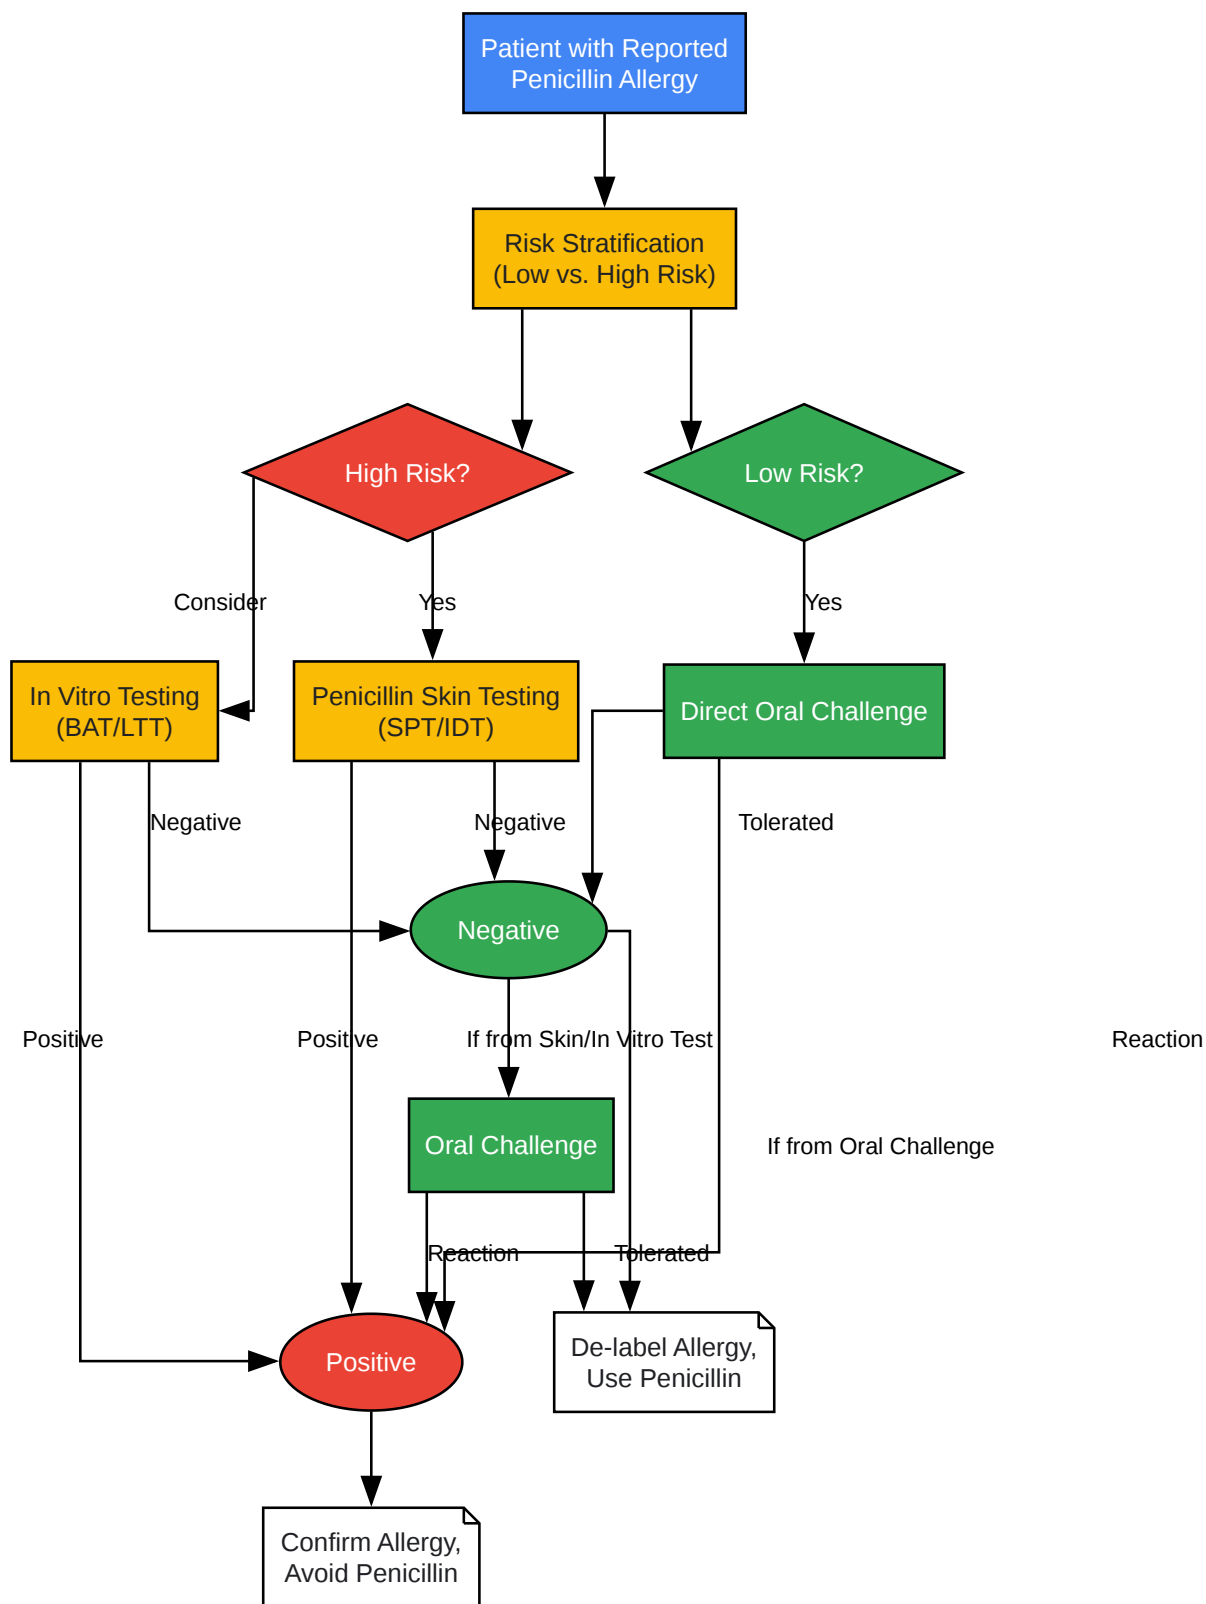 Patient with Reported
Penicillin Allergy
Risk Stratification
(Low vs. High Risk)
High Risk?
Low Risk?
Consider
Yes
Yes
In Vitro Testing
(BAT/LTT)
Penicillin Skin Testing
(SPT/IDT)
Direct Oral Challenge
Negative
Negative
Tolerated
Negative
Positive
Positive
If from Skin/In Vitro Test
Reaction
Oral Challenge
If from Oral Challenge
Reaction
Tolerated
Positive
De-label Allergy,
Use Penicillin
Confirm Allergy,
Avoid Penicillin